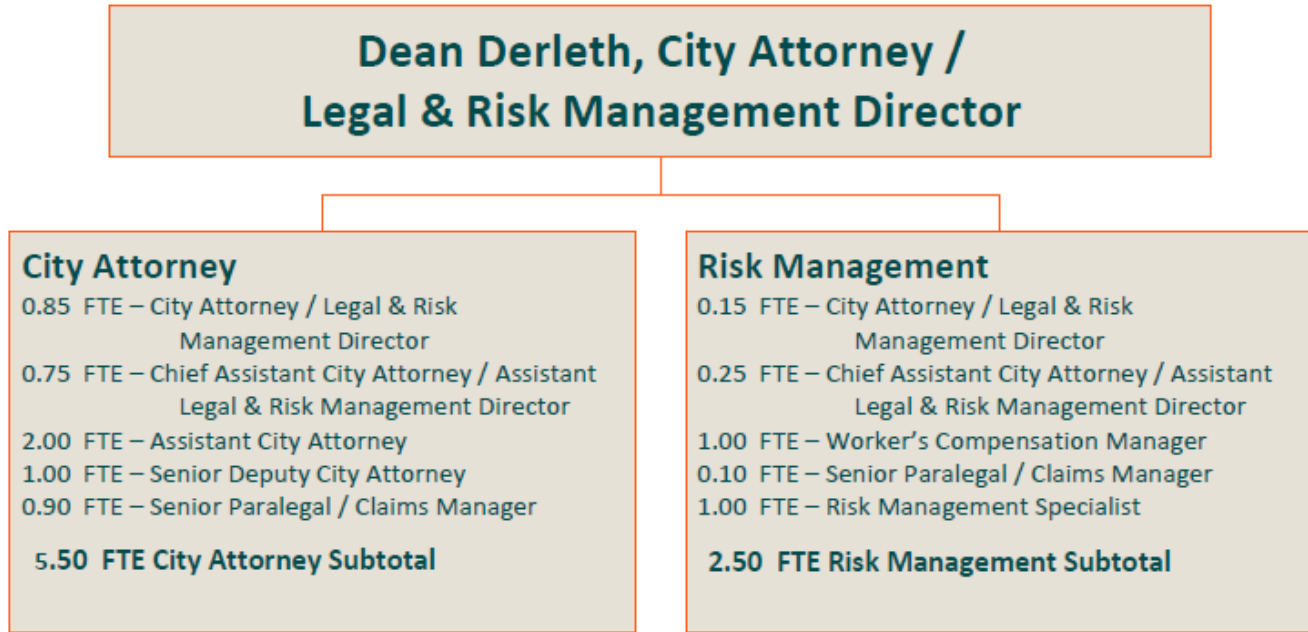 Dean Derleth, City Attorney /
Legal & Risk Management Director
City Attorney
0.85 FTE – City Attorney / Legal & Risk
Management Director
0.75 FTE – Chief Assistant City Attorney / Assistant
Legal & Risk Management Director
2.00 FTE – Assistant City Attorney
1.00 FTE – Senior Deputy City Attorney
0.90 FTE – Senior Paralegal / Claims Manager
5.50 FTE City Attorney Subtotal
Risk Management
0.15 FTE – City Attorney / Legal & Risk
Management Director
0.25 FTE – Chief Assistant City Attorney / Assistant
Legal & Risk Management Director
1.00 FTE – Worker’s Compensation Manager
0.10 FTE – Senior Paralegal / Claims Manager
1.00 FTE – Risk Management Specialist
2.50 FTE Risk Management Subtotal